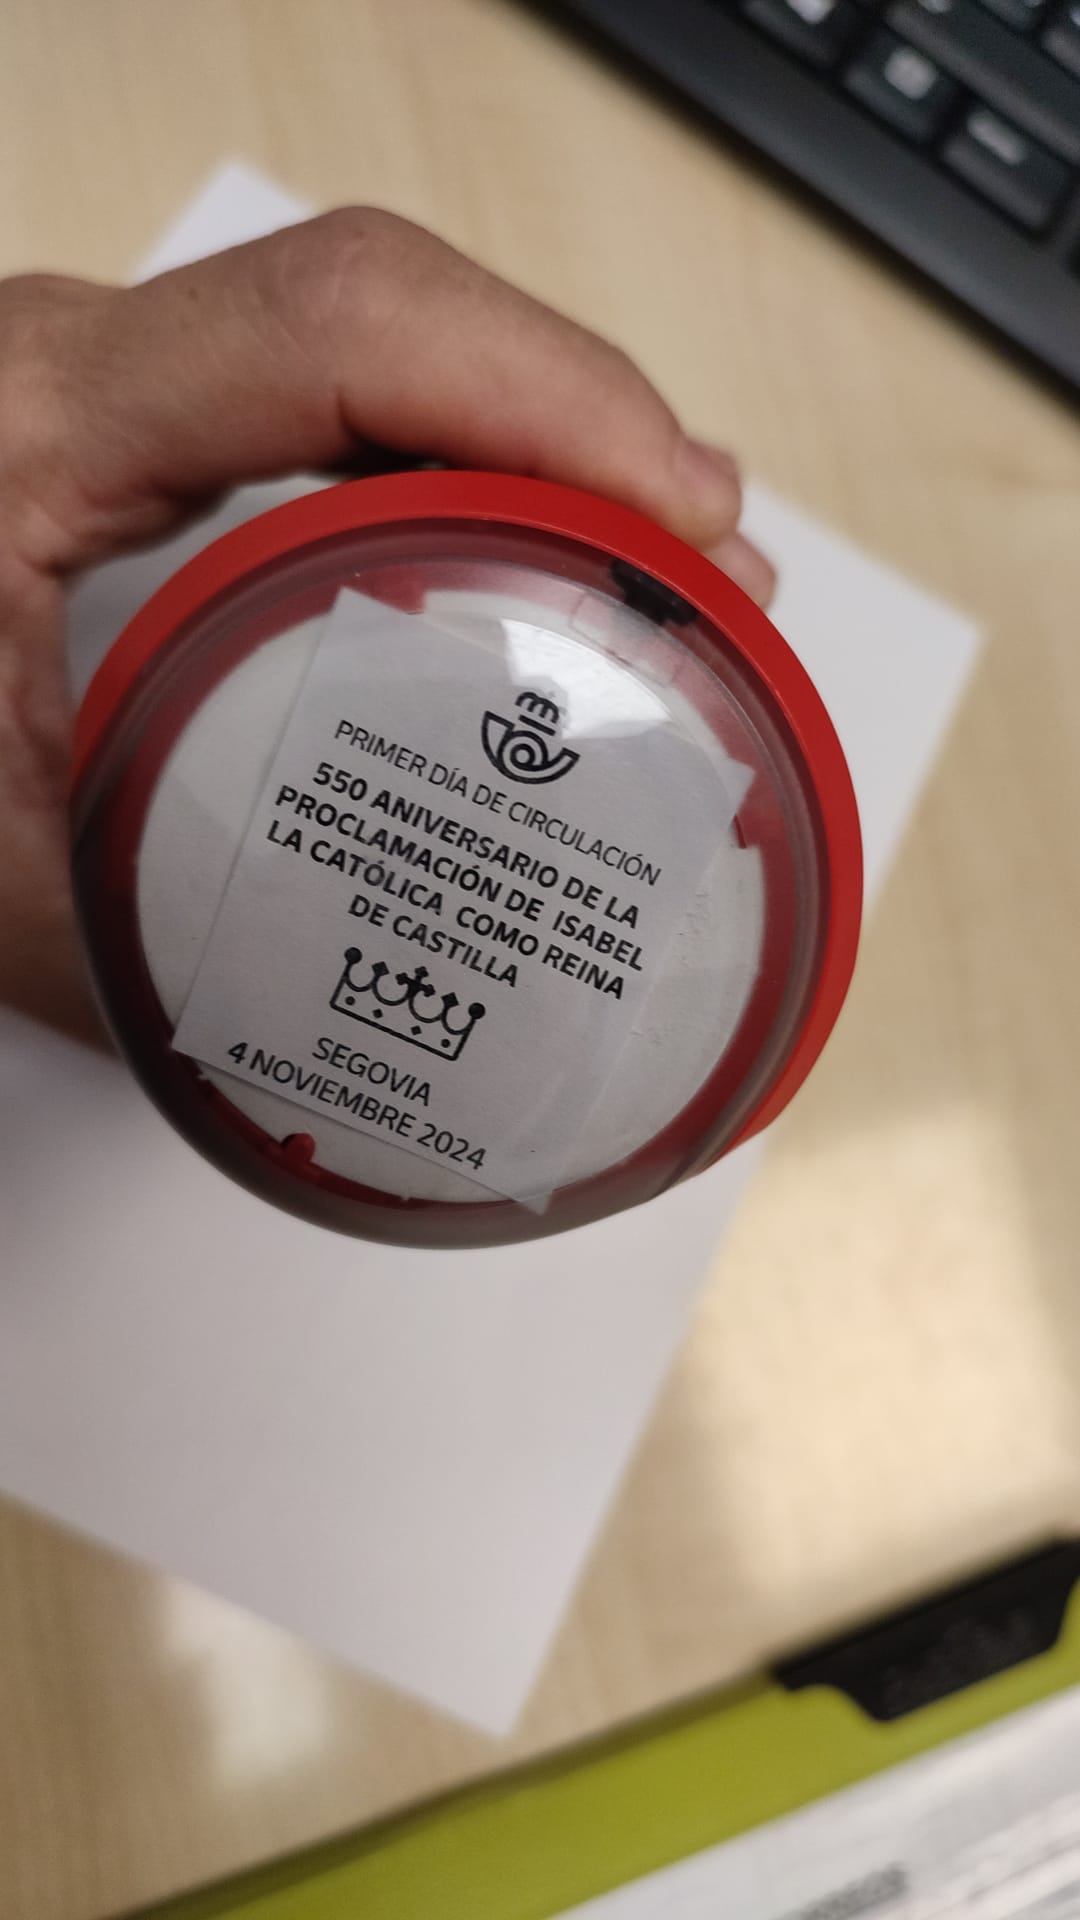 PRIMER DÍA DE CIRCULACIÓN
550 ANIVERSARIO DE LA
PROCLAMACIÓN DE ISABEL
LA CATÓLICA COMO REINA
DE CASTILLA
SEGOVIA
4 NOVIEMBRE 2024